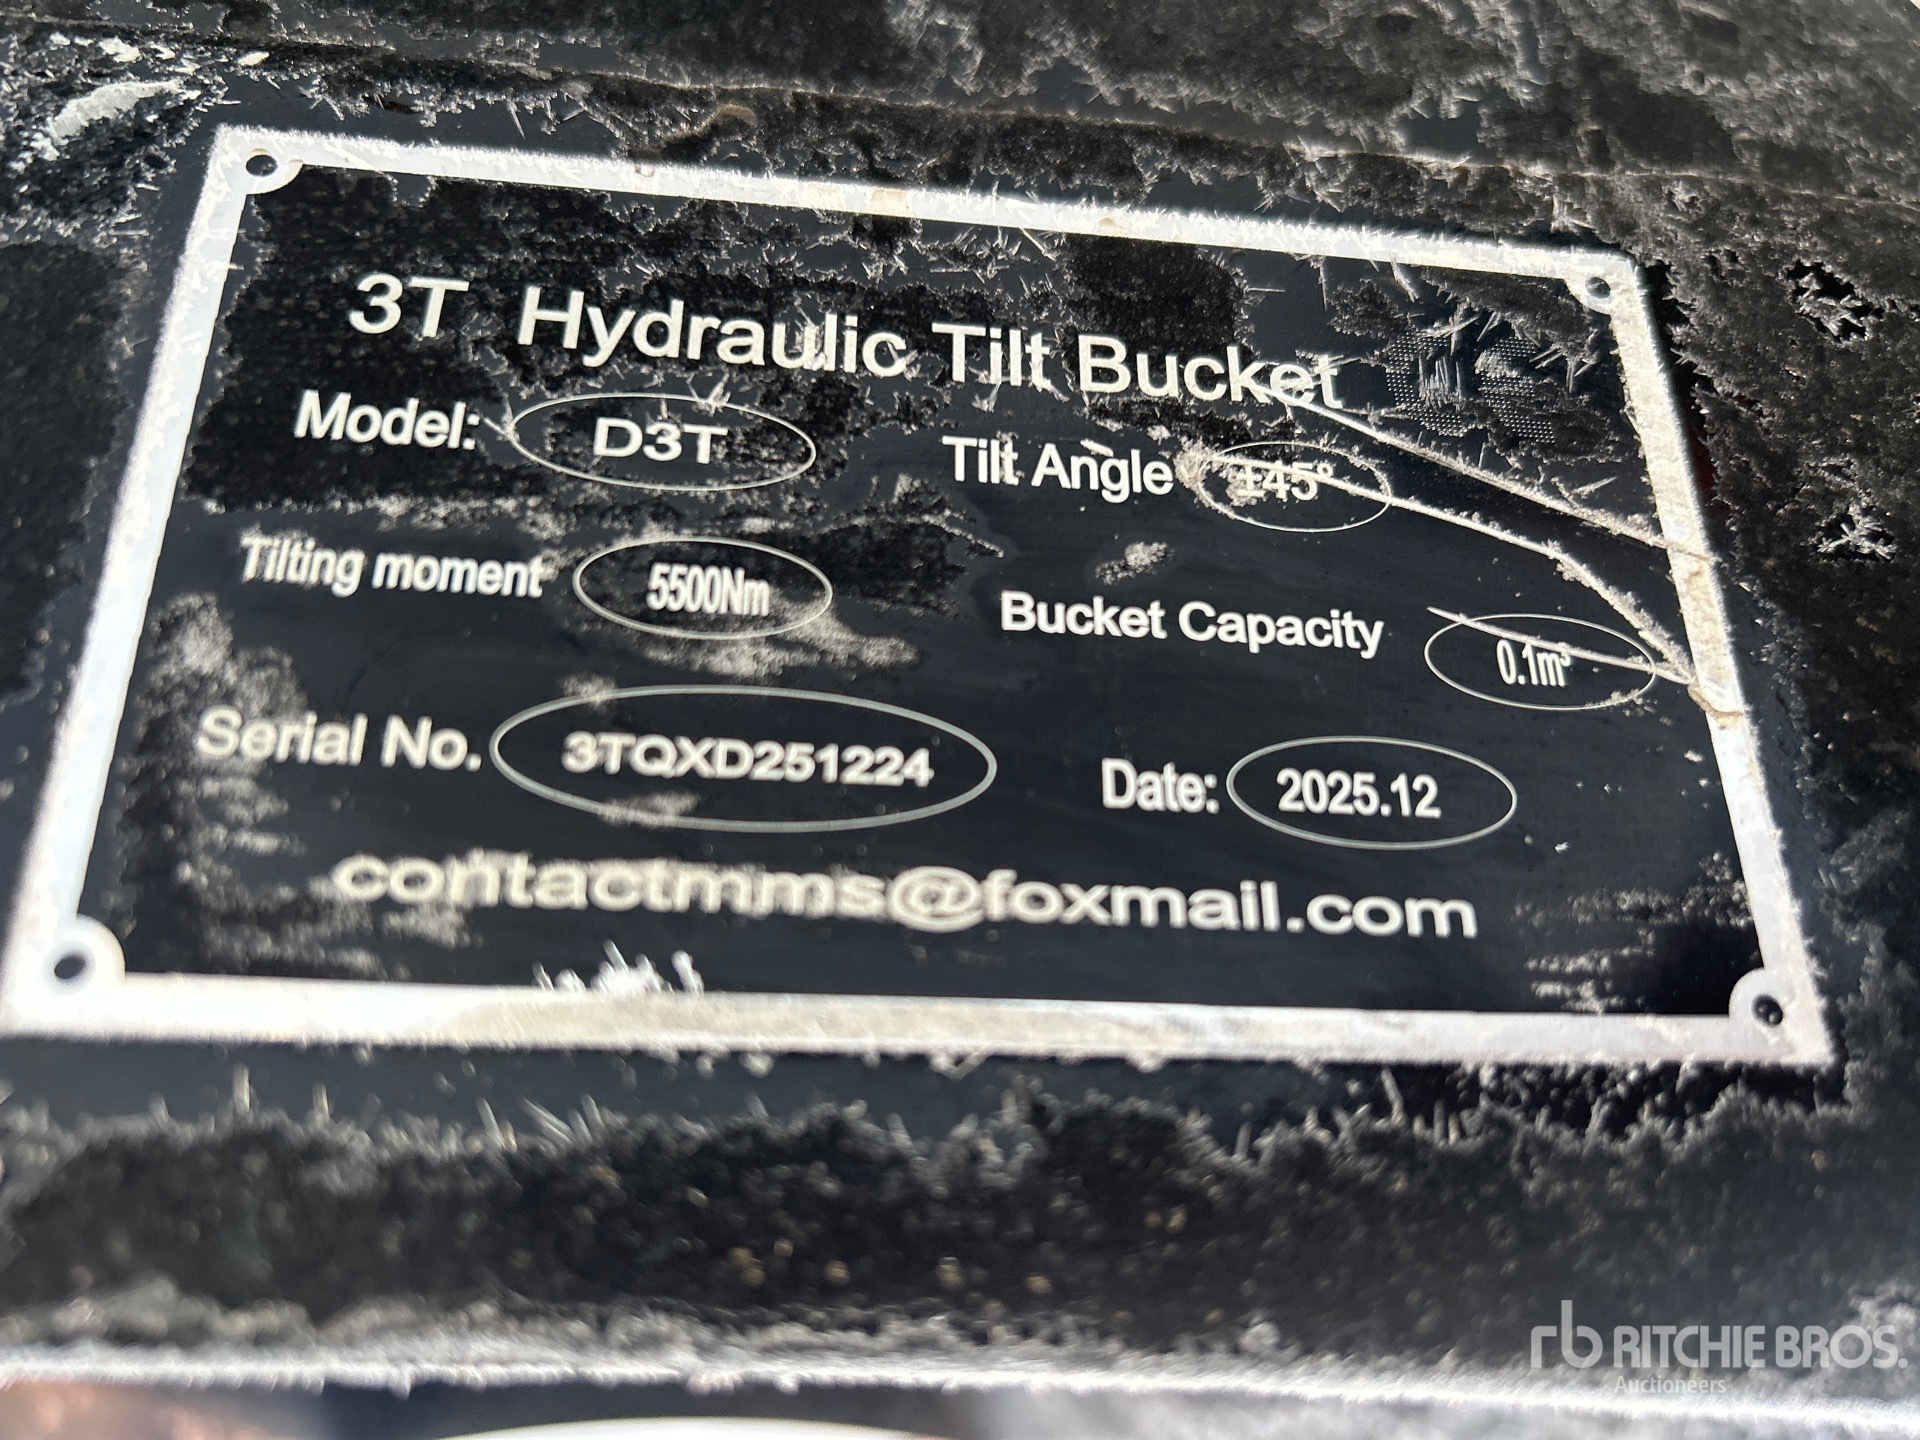 3T Hydraulic Tilt Bucket
Model: D3T Tilt Angle ±45°
Tilting moment 5500Nm Bucket Capacity 0.1m³
Serial No. 3TQXD251224 Date: 2025.12
contactmms@foxmail.com
rb RITCHIE BROS.
Auctioneers